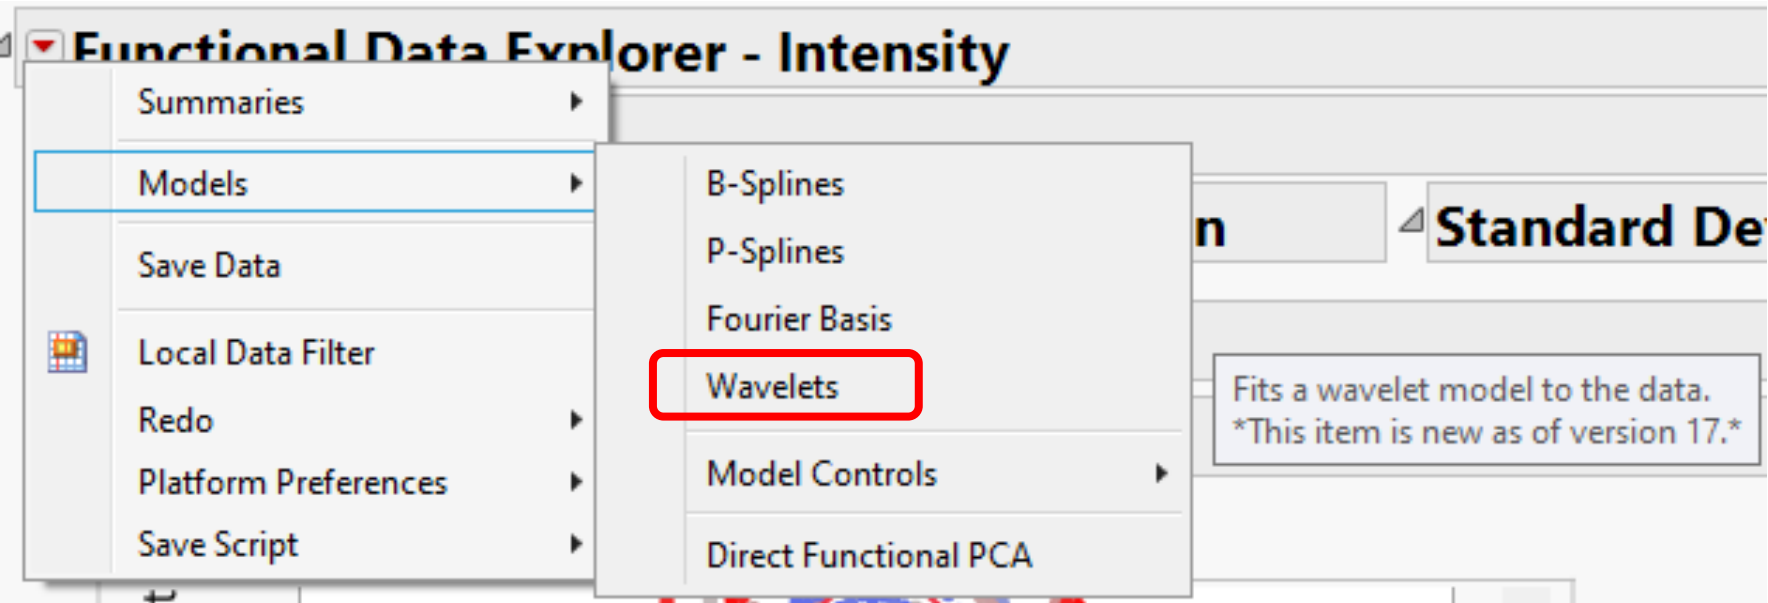 Functional Data Explorer - Intensity
Summaries
Models
Save Data
Local Data Filter
Redo
Platform Preferences
Save Script
B-Splines
P-Splines
Fourier Basis
Wavelets
Model Controls
Direct Functional PCA
n
Standard De
Fits a wavelet model to the data.
*This item is new as of version 17.*